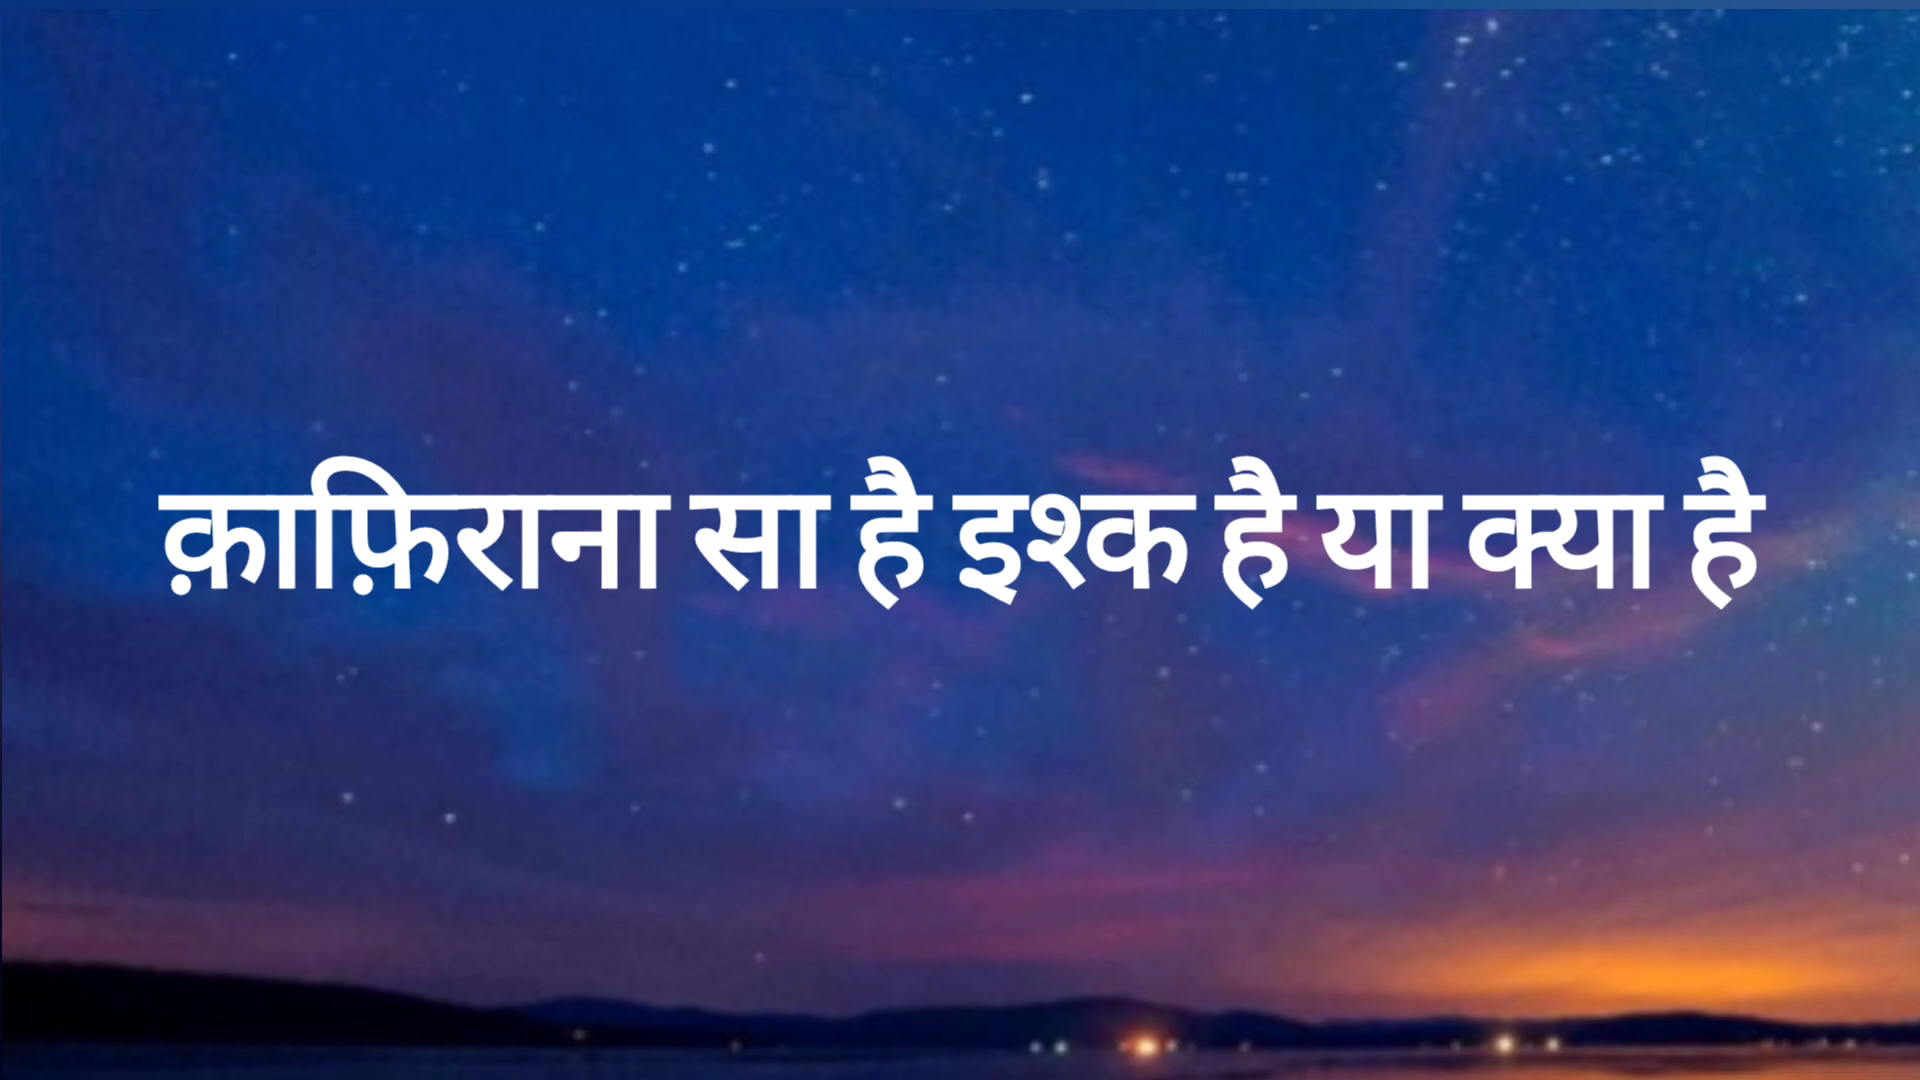 क़ाफ़िराना सा है इश्क है या क्या है